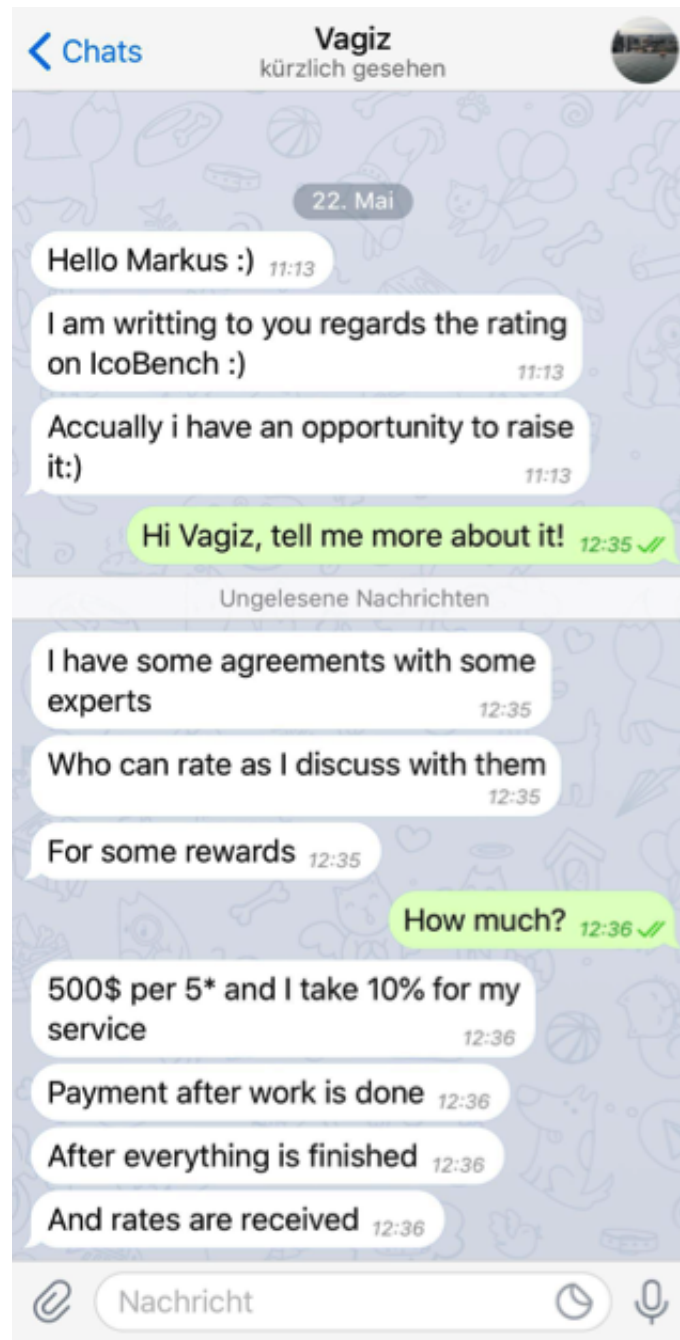 Chats
Vagiz
kürzlich gesehen
22. Mai
Hello Markus :) 11:13
I am writting to you regards the rating
on IcoBench :) 11:13
Accually i have an opportunity to raise
it:) 11:13
Hi Vagiz, tell me more about it! 12:35
Ungelesene Nachrichten
I have some agreements with some
experts 12:35
Who can rate as I discuss with them
12:35
For some rewards 12:35
How much? 12:36
500$ per 5* and I take 10% for my
service 12:36
Payment after work is done 12:36
After everything is finished 12:36
And rates are received 12:36
Nachricht